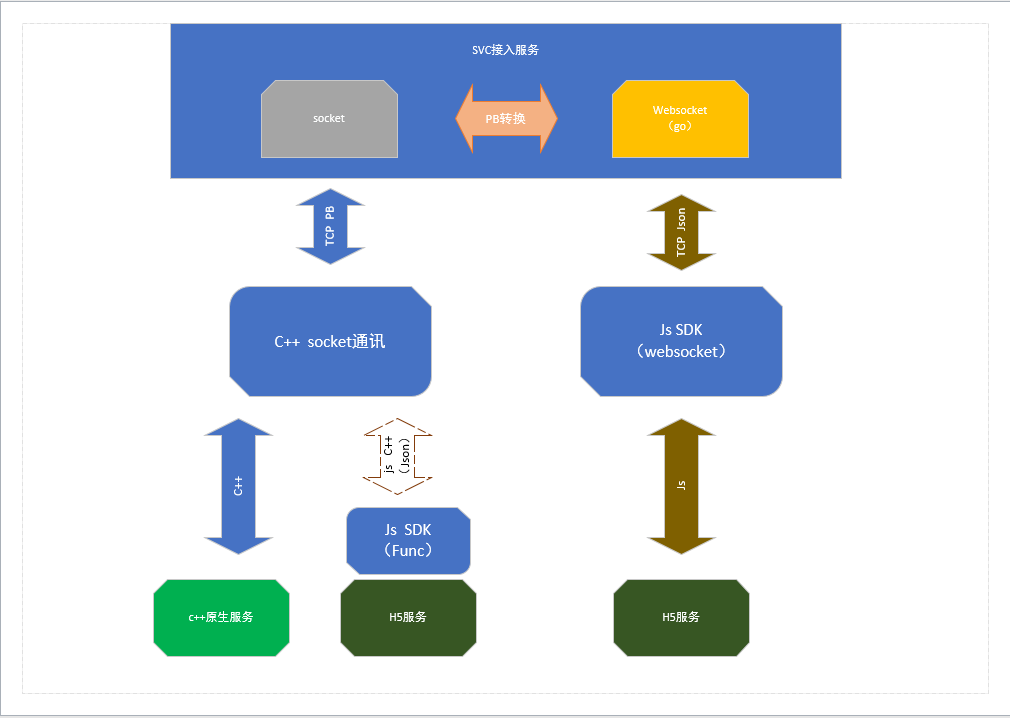 SVC接入服务
socket
PB转换
Websocket
（go）
TCP PB
TCP Json
C++ socket通讯
Js SDK
（websocket）
C++
js C++
（Json）
Js
Js SDK
（Func）
c++原生服务
H5服务
H5服务